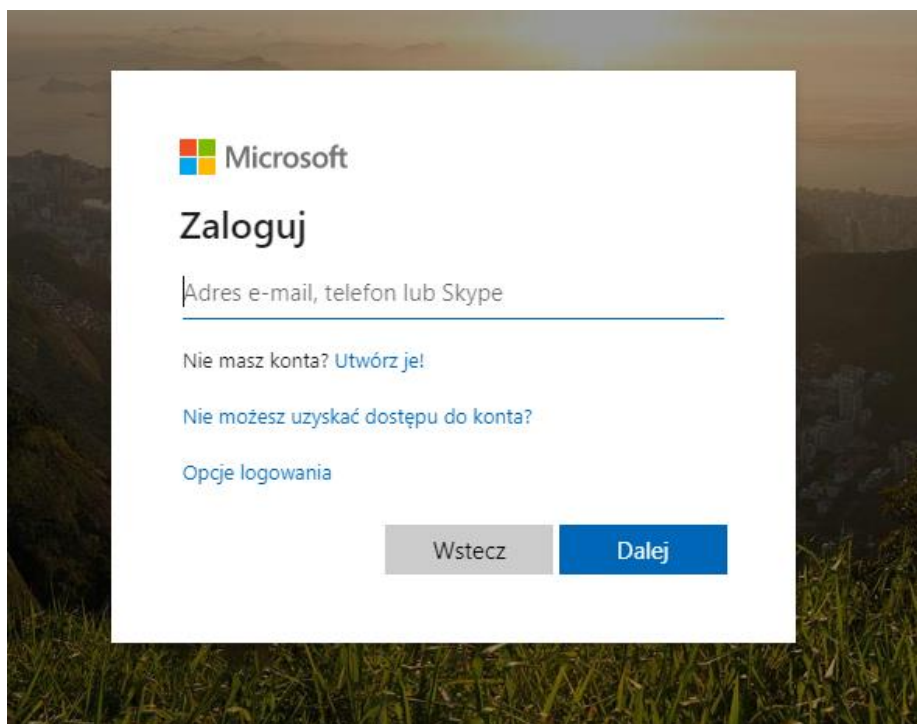 Microsoft
Zaloguj
Adres e-mail, telefon lub Skype
Nie masz konta? Utwórz je!
Nie możesz uzyskać dostępu do konta?
Opcje logowania
Wstecz Dalej